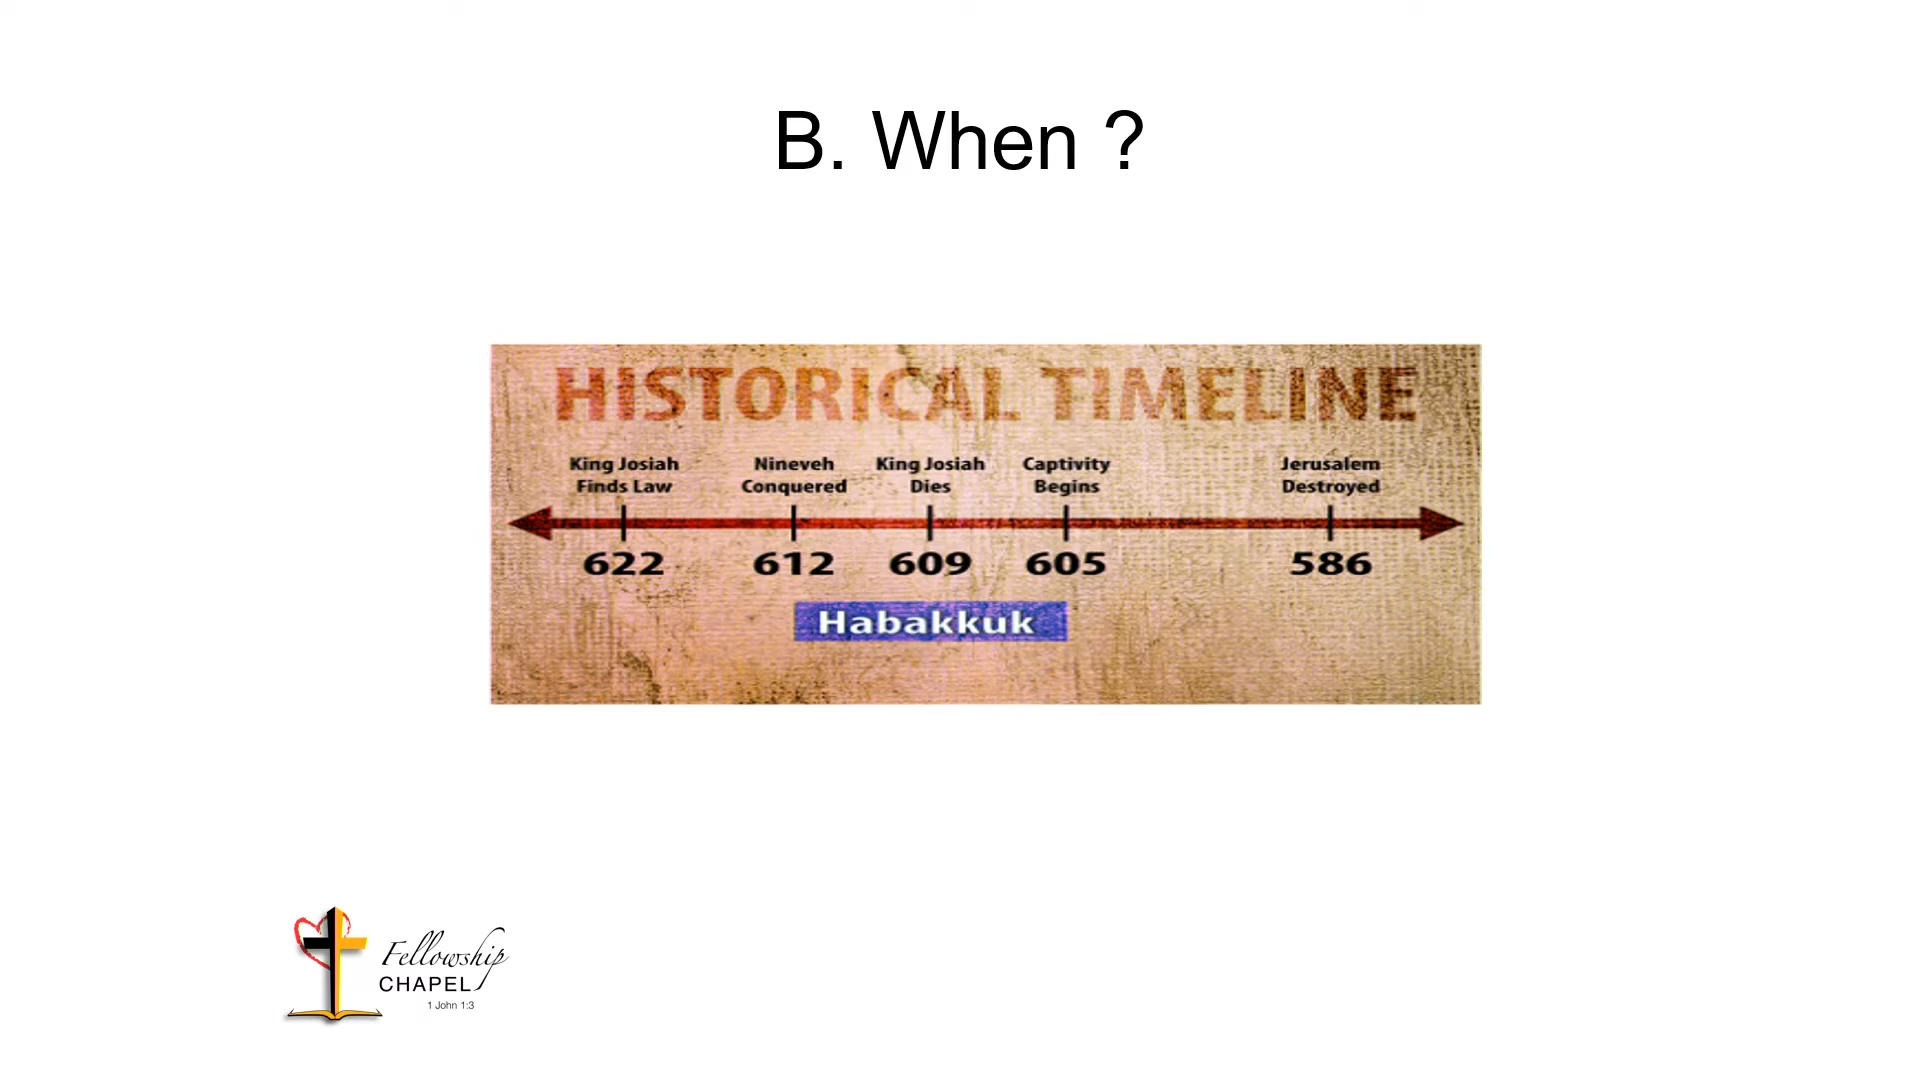 B. When ?
HISTORICAL TIMELINE
King Josiah
Finds Law
Nineveh
Conquered
King Josiah
Dies
Captivity
Begins
Jerusalem
Destroyed
622
612
609
605
586
Habakkuk
Fellowship
CHAPEL
1 John 1:3